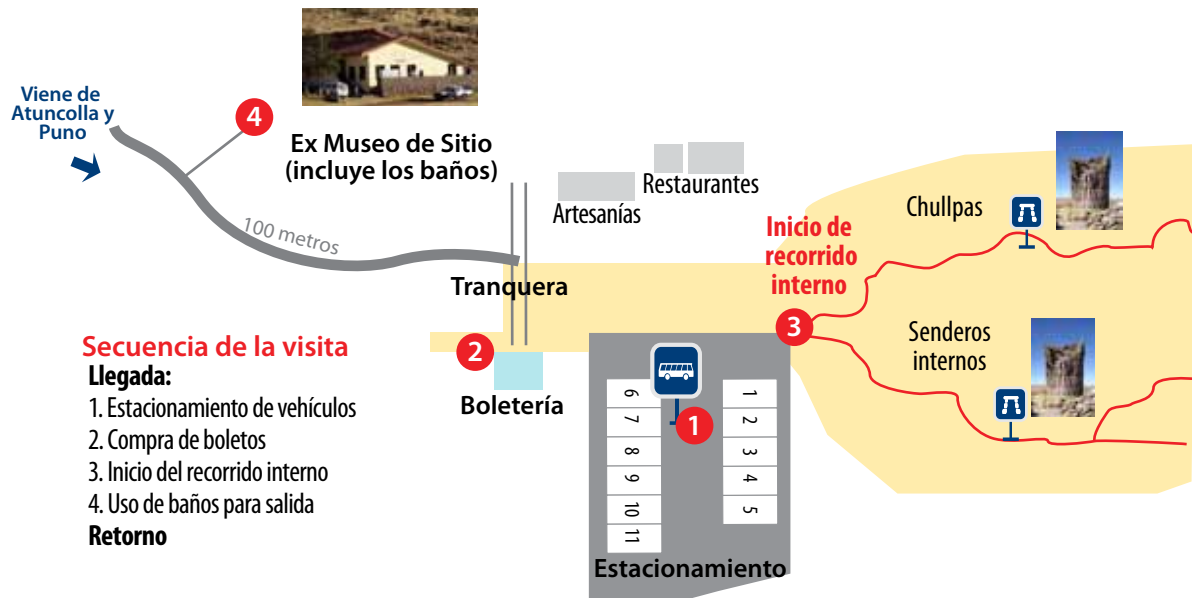 Viene de
Atuncolla y
Puno
4
Ex Museo de Sitio
(incluye los baños)
100 metros
Artesanías
Restaurantes
Tranquera
Inicio de
recorrido
interno
3
Chullpas
Senderos
internos
2
Boletería
1
6
7
8
9
10
11
1
2
3
4
5
Estacionamiento
Secuencia de la visita
Llegada:
1. Estacionamiento de vehículos
2. Compra de boletos
3. Inicio del recorrido interno
4. Uso de baños para salida
Retorno